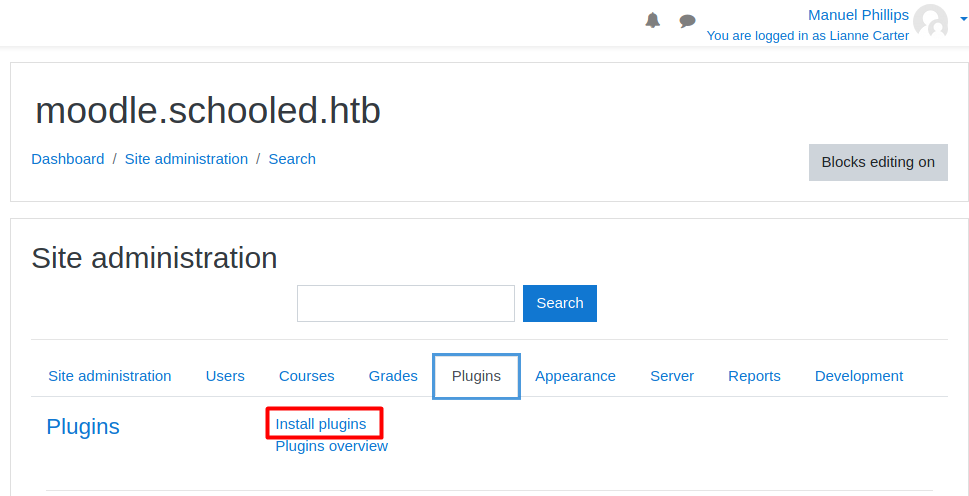 Manuel Phillips
You are logged in as Lianne Carter
moodle.schooled.htb
Dashboard / Site administration / Search
Blocks editing on
Site administration
Search
Site administration Users Courses Grades Plugins Appearance Server Reports Development
Plugins
Install plugins
Plugins overview